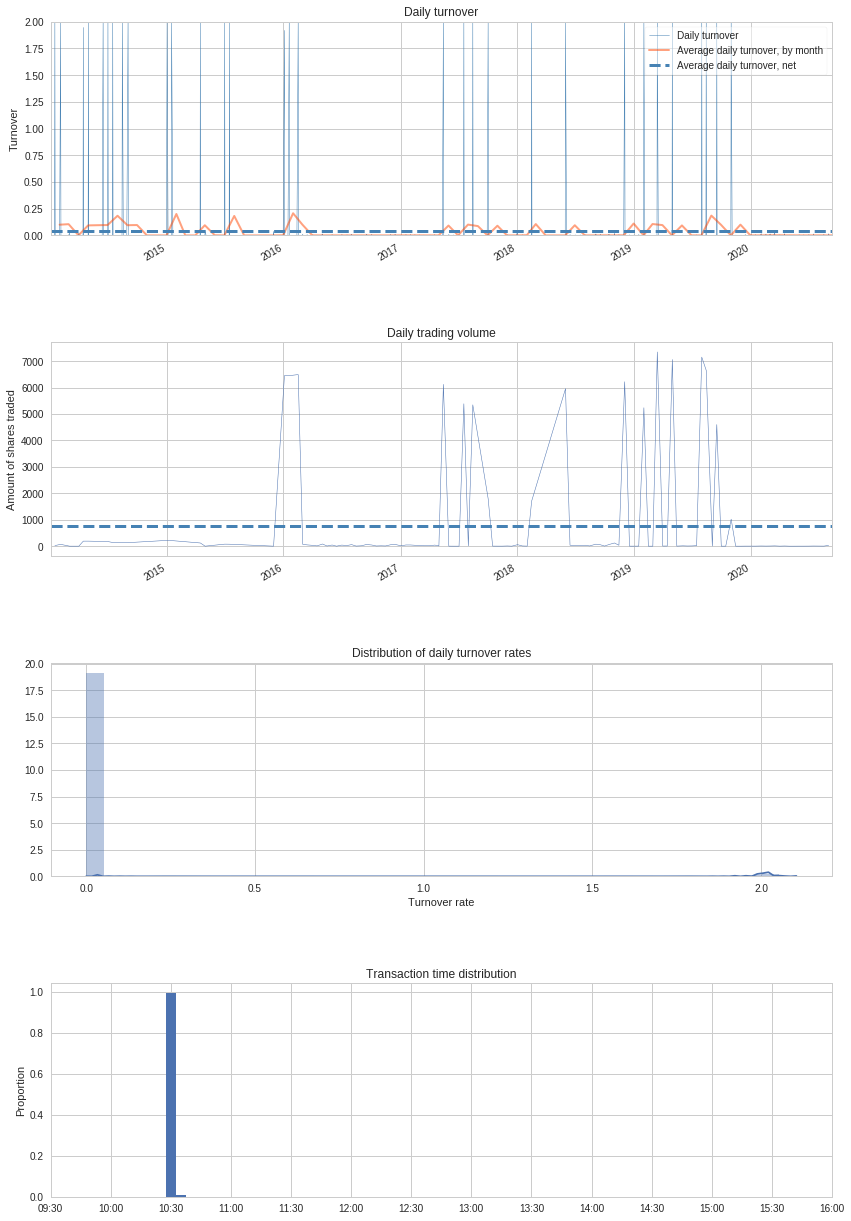 Daily turnover
2.00
1.75
1.50
1.25
1.00
0.75
0.50
0.25
0.00
Turnover
Daily turnover
Average daily turnover, by month
Average daily turnover, net
2015 2016 2017 2018 2019 2020
Daily trading volume
7000
6000
5000
4000
3000
2000
1000
0
Amount of shares traded
2015 2016 2017 2018 2019 2020
Distribution of daily turnover rates
20.0
17.5
15.0
12.5
10.0
7.5
5.0
2.5
0.0
0.0 0.5 1.0 1.5 2.0
Turnover rate
Transaction time distribution
1.0
0.8
0.6
0.4
0.2
0.0
Proportion
09:30 10:00 10:30 11:00 11:30 12:00 12:30 13:00 13:30 14:00 14:30 15:00 15:30 16:00